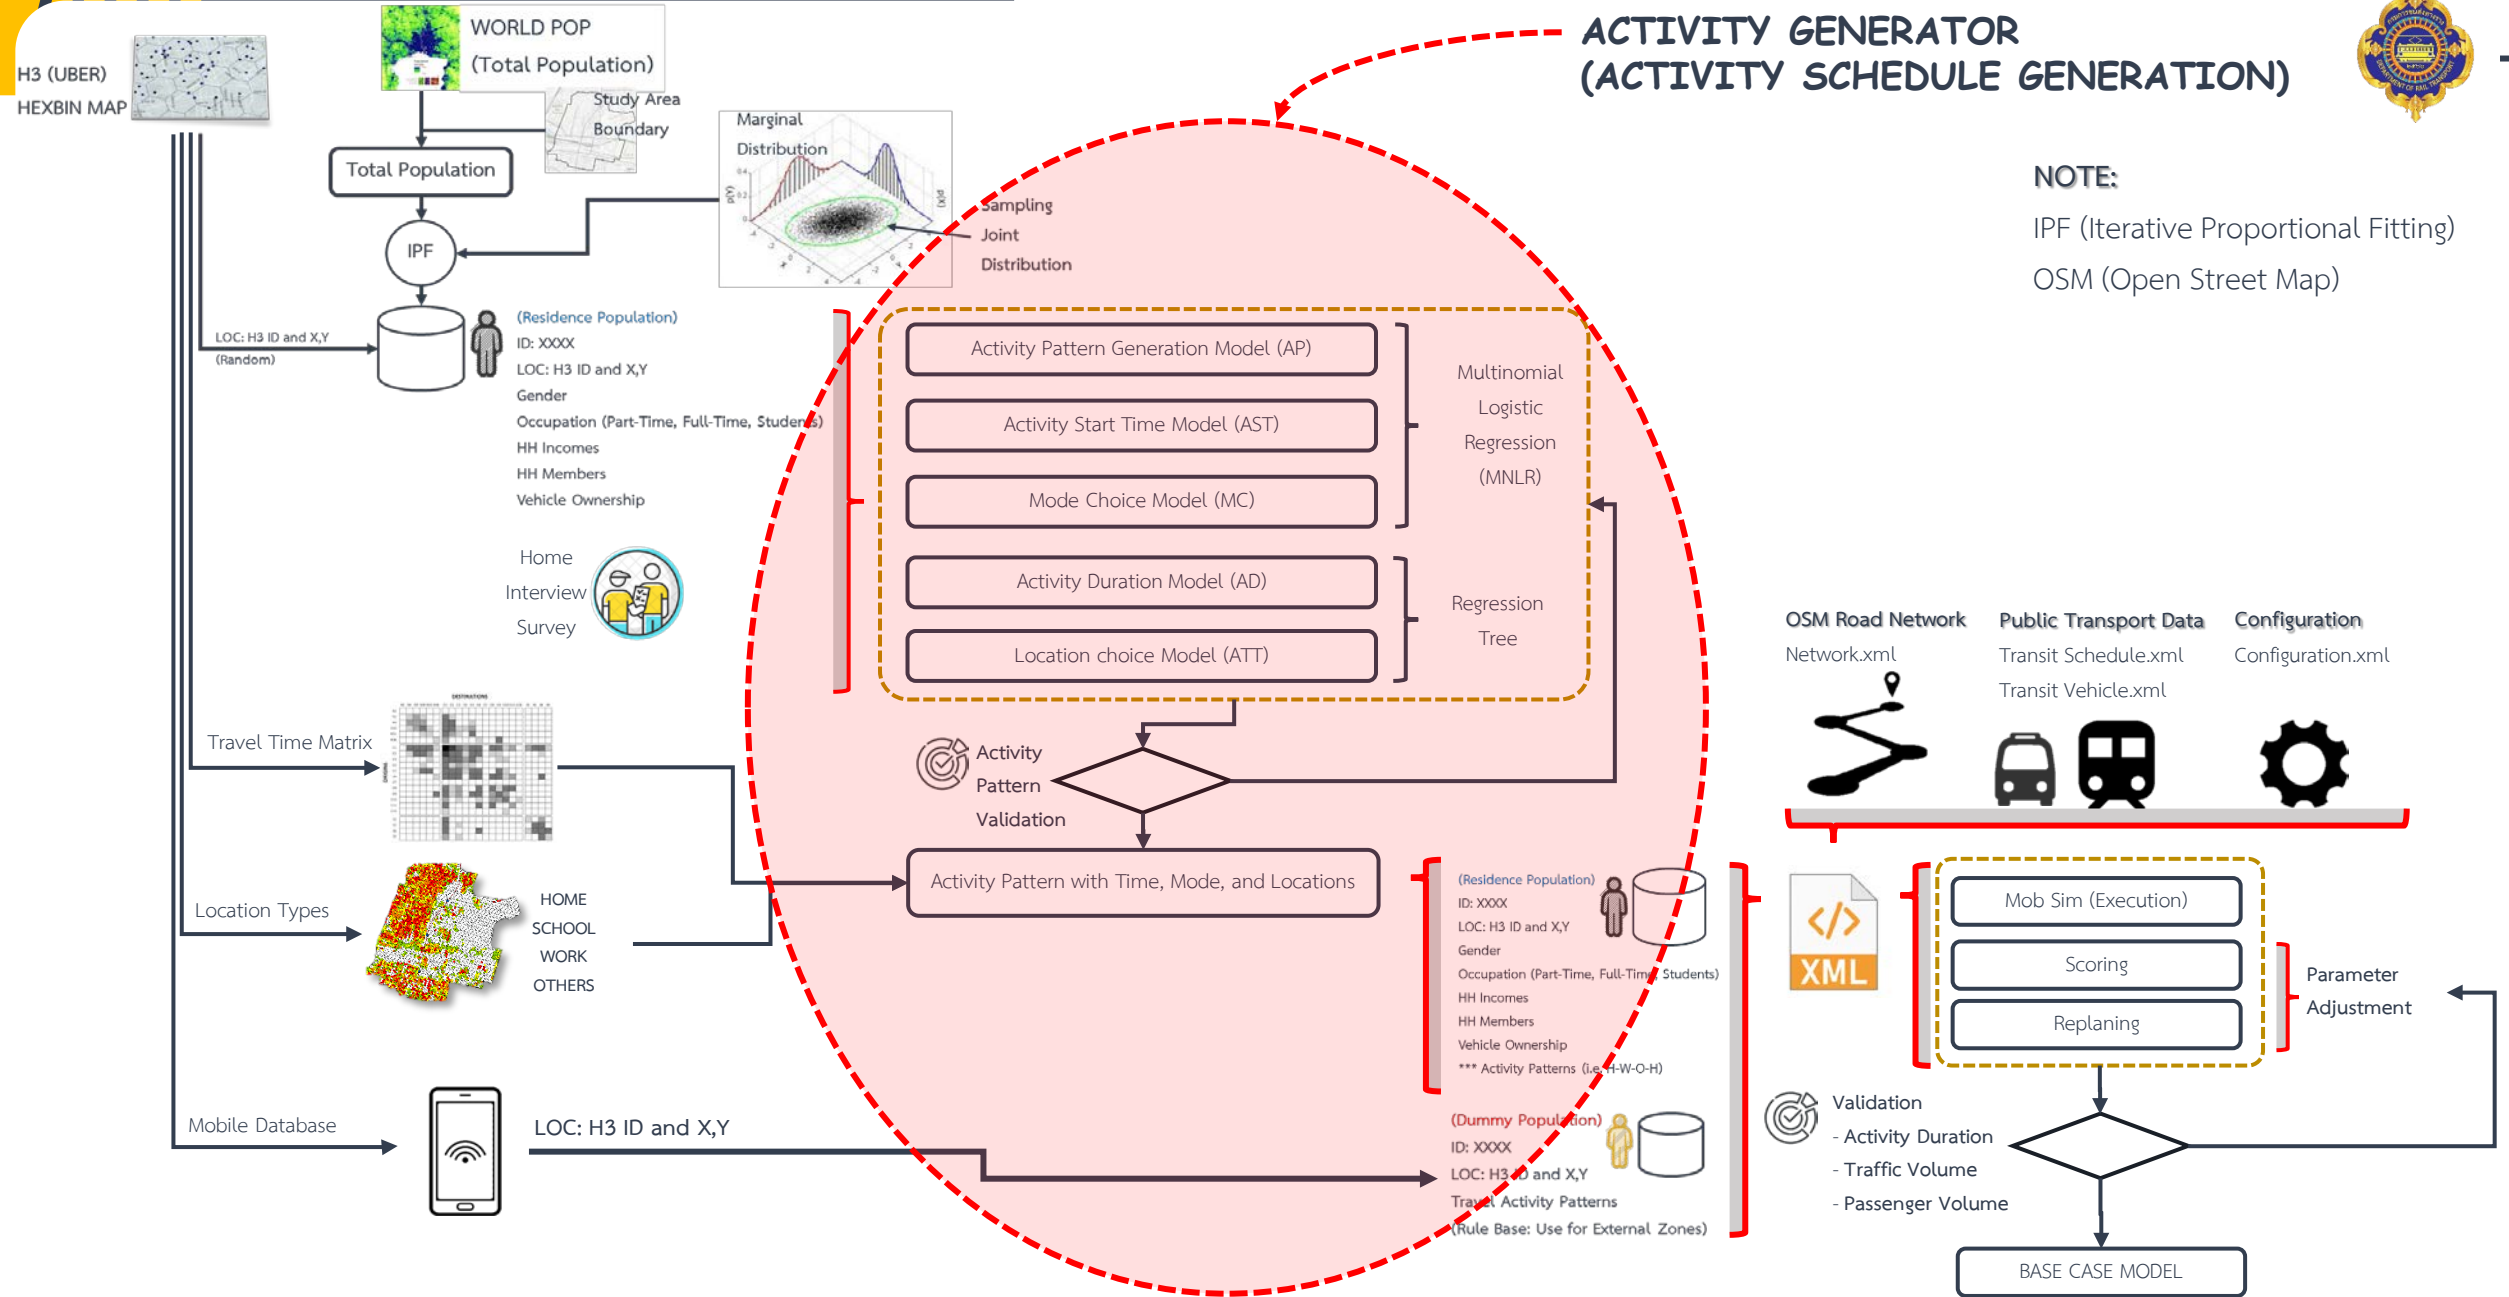 H3 (UBER)
HEXBIN MAP
WORLD POP
(Total Population)
Study Area
Boundary
Total Population
IPF
Marginal
Distribution
Sampling
Joint
Distribution
ACTIVITY GENERATOR
(ACTIVITY SCHEDULE GENERATION)
DEPARTMENT OF RAIL TRANSPORT
NOTE:
IPF (Iterative Proportional Fitting)
OSM (Open Street Map)
LOC: H3 ID and X,Y
(Random)
(Residence Population)
ID: XXXX
LOC: H3 ID and X,Y
Gender
Occupation (Part-Time, Full-Time, Students)
HH Incomes
HH Members
Vehicle Ownership
Home
Interview
Survey
Activity Pattern Generation Model (AP)
Activity Start Time Model (AST)
Mode Choice Model (MC)
Activity Duration Model (AD)
Location choice Model (ATT)
Multinomial
Logistic
Regression
(MNLR)
Regression
Tree
Activity
Pattern
Validation
Activity Pattern with Time, Mode, and Locations
Travel Time Matrix
DESTINATIONS
ORIGINS
Location Types
HOME
SCHOOL
WORK
OTHERS
Mobile Database
LOC: H3 ID and X,Y
(Residence Population)
ID: XXXX
LOC: H3 ID and X,Y
Gender
Occupation (Part-Time, Full-Time, Students)
HH Incomes
HH Members
Vehicle Ownership
*** Activity Patterns (i.e. H-W-O-H)
(Dummy Population)
ID: XXXX
LOC: H3 ID and X,Y
Travel Activity Patterns
(Rule Base: Use for External Zones)
OSM Road Network
Network.xml
Public Transport Data
Transit Schedule.xml
Transit Vehicle.xml
Configuration
Configuration.xml
</>
XML
Mob Sim (Execution)
Scoring
Replaning
Parameter
Adjustment
Validation
- Activity Duration
- Traffic Volume
- Passenger Volume
BASE CASE MODEL